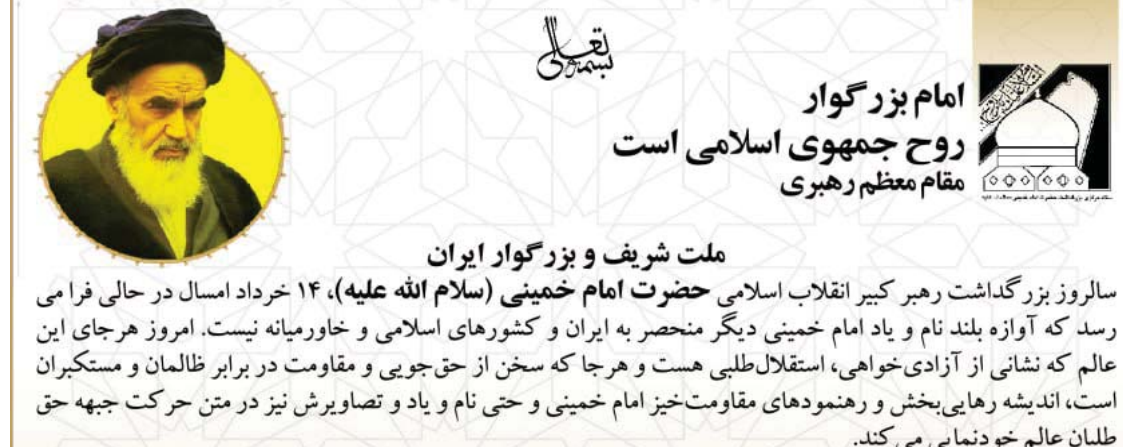 بسمه تعالی
امام بزرگوار
روح جمهوی اسلامی است
مقام معظم رهبری
ملت شریف و بزرگوار ایران
سالروز بزرگداشت رهبر کبیر انقلاب اسلامی حضرت امام خمینی (سلام الله علیه)، ۱۴ خرداد امسال در حالی فرا می
رسد که آوازه بلند نام و یاد امام خمینی دیگر منحصر به ایران و کشورهای اسلامی و خاورمیانه نیست. امروز هرجای این
عالم که نشانی از آزادی‌خواهی، استقلال‌طلبی هست و هرجا که سخن از حق‌جویی و مقاومت در برابر ظالمان و مستکبران
است، اندیشه رهایی‌بخش و رهنمودهای مقاومت‌خیز امام خمینی و حتی نام و یاد و تصاویرش نیز در متن حرکت جبهه حق
طلبان عالم خودنمایی می‌کند.